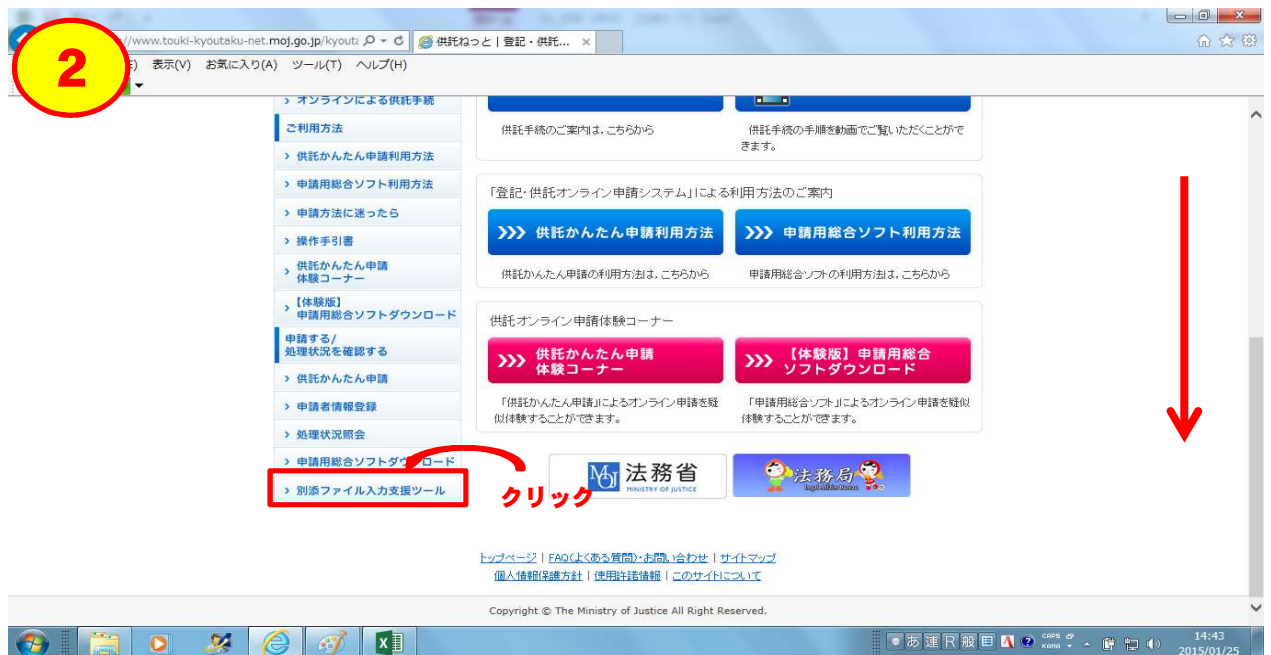 2
//www.touki-kyoutaku-net.moj.go.jp/kyouta
供託ねっと | 登記・供託... ×
表示(V) お気に入り(A) ツール(T) ヘルプ(H)
オンラインによる供託手続
ご利用方法
供託かんたん申請利用方法
申請用総合ソフト利用方法
申請方法に迷ったら
操作手引書
供託かんたん申請
体験コーナー
【体験版】
申請用総合ソフトダウンロード
申請する/
処理状況を確認する
供託かんたん申請
申請者情報登録
処理状況照会
申請用総合ソフトダウンロード
別添ファイル入力支援ツール
クリック
供託手続のご案内は、こちらから
供託手続の手順を動画でご覧いただくことがで
きます。
「登記・供託オンライン申請システム」による利用方法のご案内
>>> 供託かんたん申請利用方法
>>> 申請用総合ソフト利用方法
供託かんたん申請の利用方法は、こちらから
申請用総合ソフトの利用方法は、こちらから
供託オンライン申請体験コーナー
>>> 供託かんたん申請
体験コーナー
>>> 【体験版】申請用総合
ソフトダウンロード
「供託かんたん申請」によるオンライン申請を疑
似体験することができます。
「申請用総合ソフト」によるオンライン申請を疑似
体験することができます。
MOJ 法務省
MINISTRY OF JUSTICE
法務局
Legal Affairs Bureau
トップページ | FAQ(よくある質問)・お問い合わせ | サイトマップ
個人情報保護方針 | 使用許諾情報 | このサイトについて
Copyright © The Ministry of Justice All Right Reserved.
あ 連 R 般
CAPS
KANA
14:43
2015/01/25